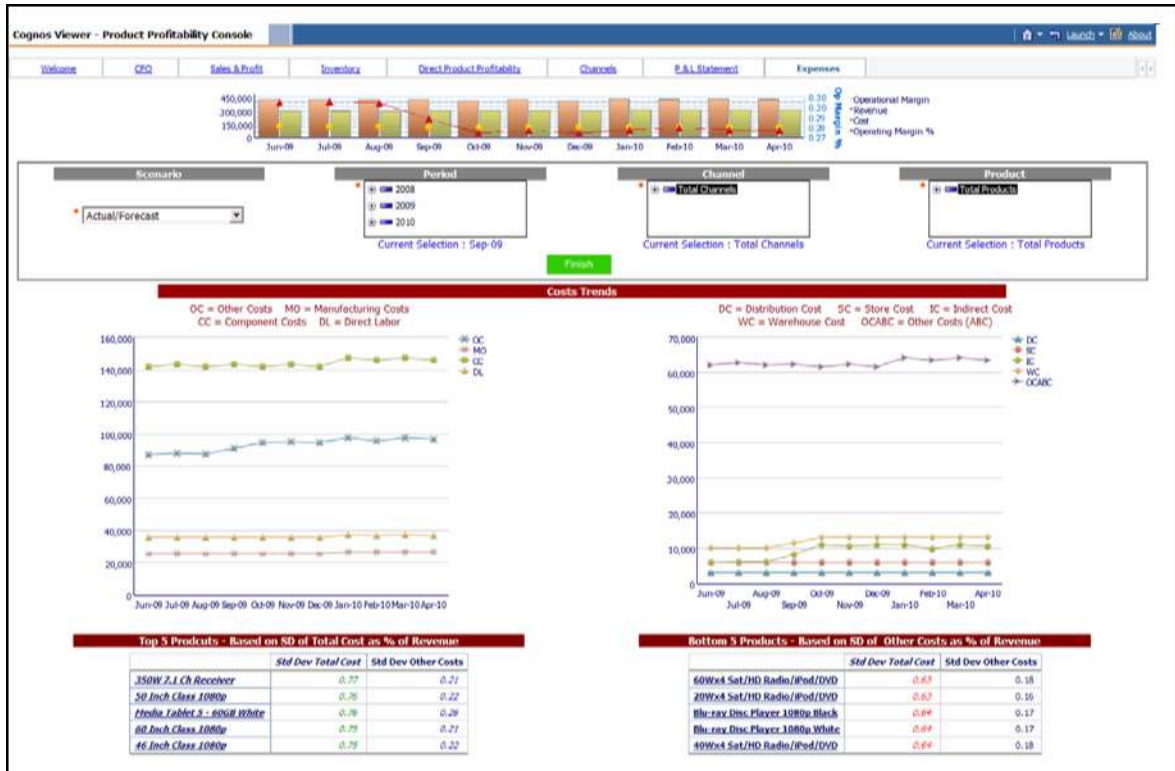 Cognos Viewer - Product Profitability Console
Launch About
Welcome CPO Sales & Profit Inventory Direct Product Profitability Channels P & L Statement Expenses
450,000
300,000
150,000
0
0.30
0.29
0.28
0.27
Op Margin %
Operational Margin
Revenue
Cost
Operating Margin %
Jun-09 Jul-09 Aug-09 Sep-09 Oct-09 Nov-09 Dec-09 Jan-10 Feb-10 Mar-10 Apr-10
Scenario Period Channel Product
Actual/Forecast
2008
2009
2010
Total Channels
Total Products
Current Selection : Sep-09 Current Selection : Total Channels Current Selection : Total Products
Finish
Costs Trends
OC = Other Costs MO = Manufacturing Costs
CC = Component Costs DL = Direct Labor
160,000
140,000
120,000
100,000
80,000
60,000
40,000
20,000
0
OC
MO
CC
DL
Jun-09 Jul-09 Aug-09 Sep-09 Oct-09 Nov-09 Dec-09 Jan-10 Feb-10 Mar-10 Apr-10
DC = Distribution Cost SC = Store Cost IC = Indirect Cost
WC = Warehouse Cost OCABC = Other Costs (ABC)
70,000
60,000
50,000
40,000
30,000
20,000
10,000
0
DC
SC
IC
WC
OCABC
Jun-09 Aug-09 Oct-09 Dec-09 Feb-10 Apr-10
Jul-09 Sep-09 Nov-09 Jan-10 Mar-10
Top 5 Prodcuts - Based on SD of Total Cost as % of Revenue
Std Dev Total Cost Std Dev Other Costs
350W 7.1 Ch Receiver 0.77 0.21
50 Inch Class 1080p 0.76 0.22
Media Tablet 5 - 60GB White 0.76 0.26
60 Inch Class 1080p 0.75 0.21
46 Inch Class 1080p 0.75 0.22
Bottom 5 Products - Based on SD of Other Costs as % of Revenue
Std Dev Total Cost Std Dev Other Costs
60Wx4 Sat/HD Radio/iPod/DVD 0.63 0.18
20Wx4 Sat/HD Radio/iPod/DVD 0.63 0.16
Blu-ray Disc Player 1080p Black 0.64 0.17
Blu-ray Disc Player 1080p White 0.64 0.17
40Wx4 Sat/HD Radio/iPod/DVD 0.64 0.18